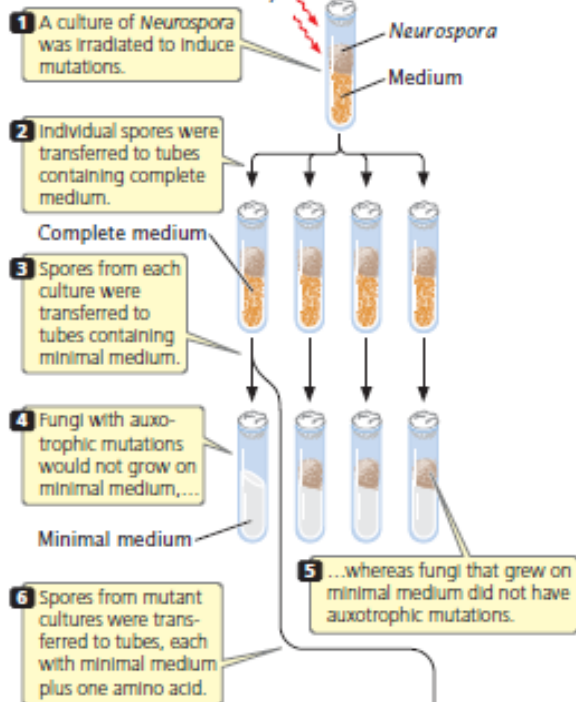 1 A culture of Neurospora
was irradiated to induce
mutations.
Neurospora
Medium
2 Individual spores were
transferred to tubes
containing complete
medium.
Complete medium
3 Spores from each
culture were
transferred to
tubes containing
minimal medium.
4 Fungi with auxo-
trophic mutations
would not grow on
minimal medium,...
Minimal medium
5 ...whereas fungi that grew on
minimal medium did not have
auxotrophic mutations.
6 Spores from mutant
cultures were trans-
ferred to tubes, each
with minimal medium
plus one amino acid.